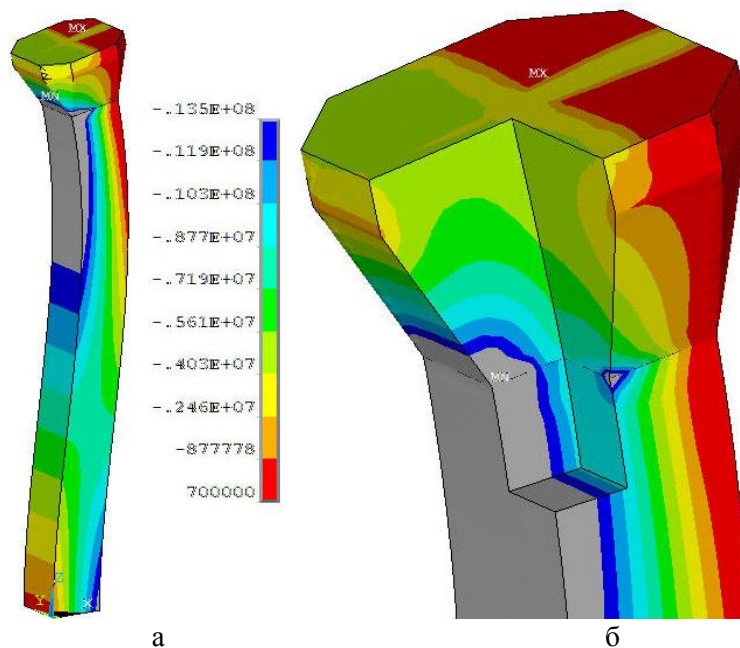 MX
MN
-.135E+08
-.119E+08
-.103E+08
-.877E+07
-.719E+07
-.561E+07
-.403E+07
-.246E+07
-877778
700000
Z
Y X
MX
MN
а б